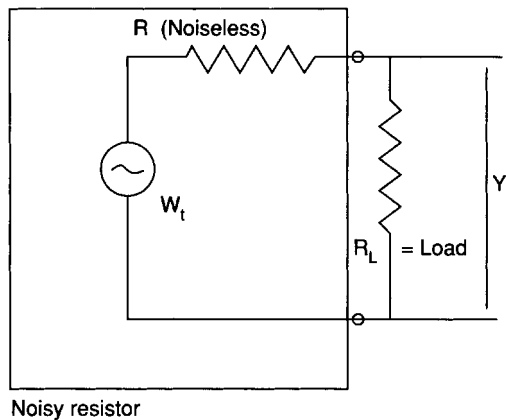 R (Noiseless)
W_t
Y
R_L = Load
Noisy resistor